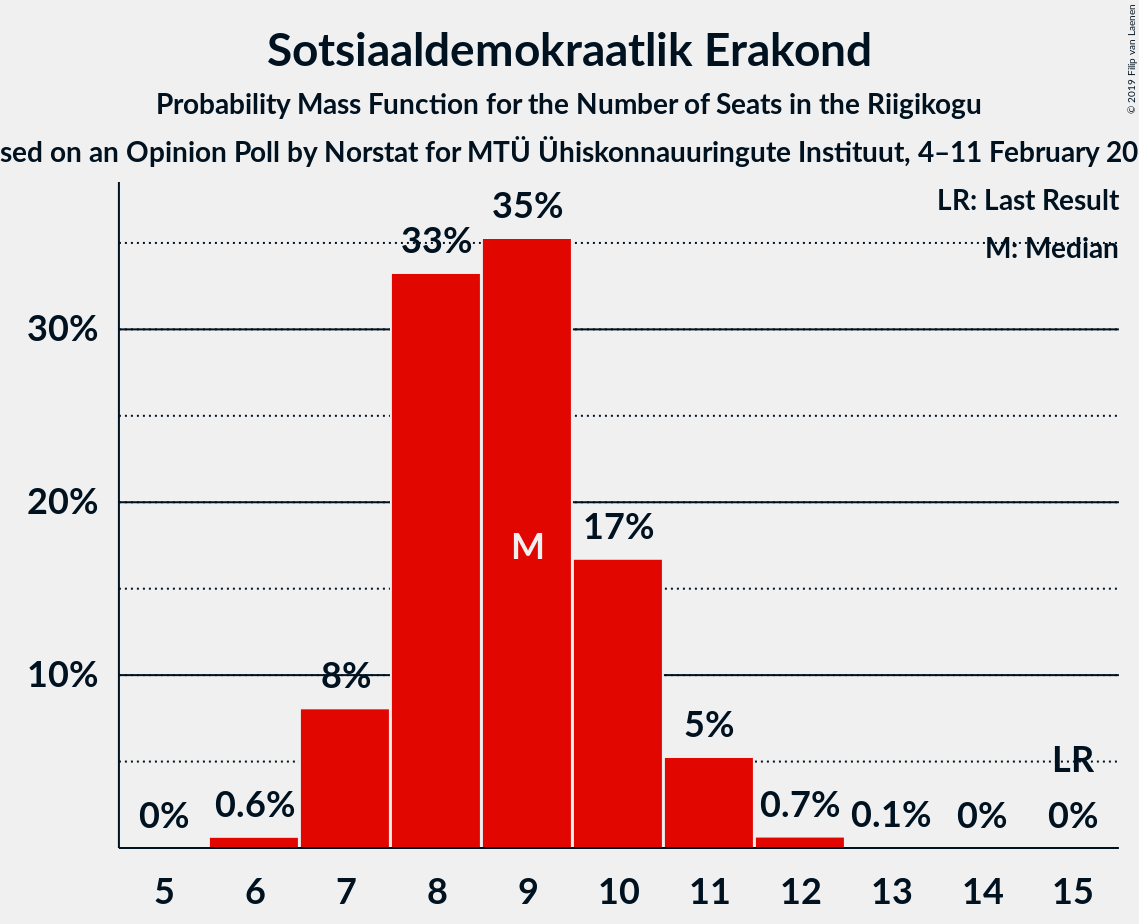 Sotsiaaldemokraatlik Erakond
Probability Mass Function for the Number of Seats in the Riigikogu
sed on an Opinion Poll by Norstat for MTÜ Ühiskonnauuringute Instituut, 4–11 February 20
© 2019 Filip van Laenen
LR: Last Result
M: Median
35%
33%
30%
20%
17%
M
10%
8%
5%
LR
0%
0.6%
0.7%
0.1%
0%
0%
5 6 7 8 9 10 11 12 13 14 15